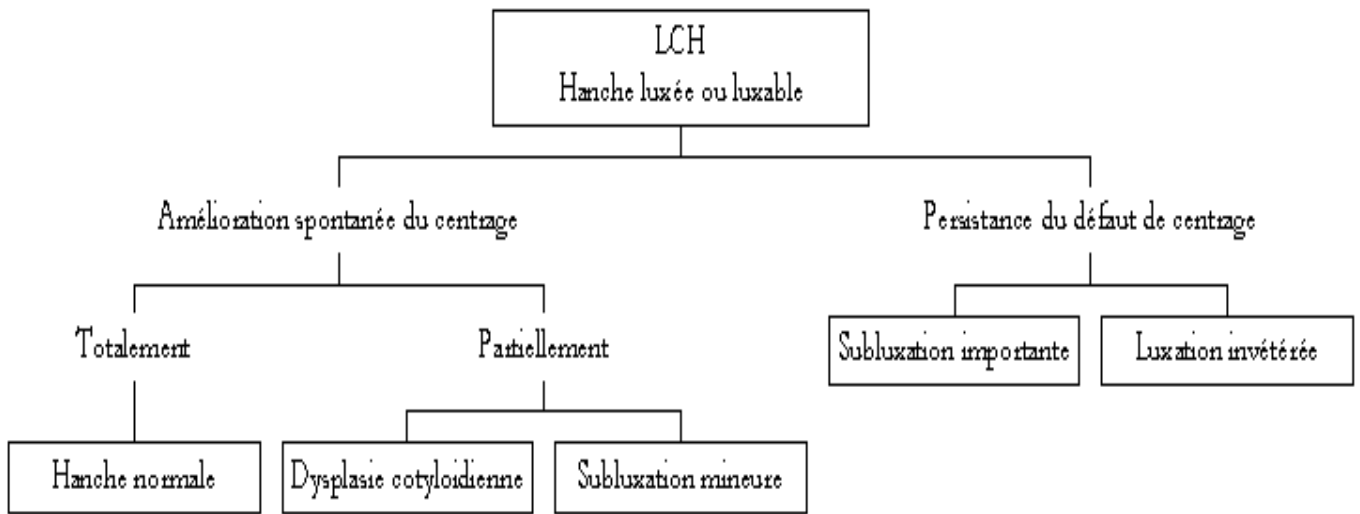 LCH
Hanche luxée ou luxable
Amélioration spontanée du centrage
Persistance du défaut de centrage
Totalement
Partiellement
Subluxation importante
Luxation invétérée
Hanche normale
Dysplasie cotyloidienne
Subluxation mineure